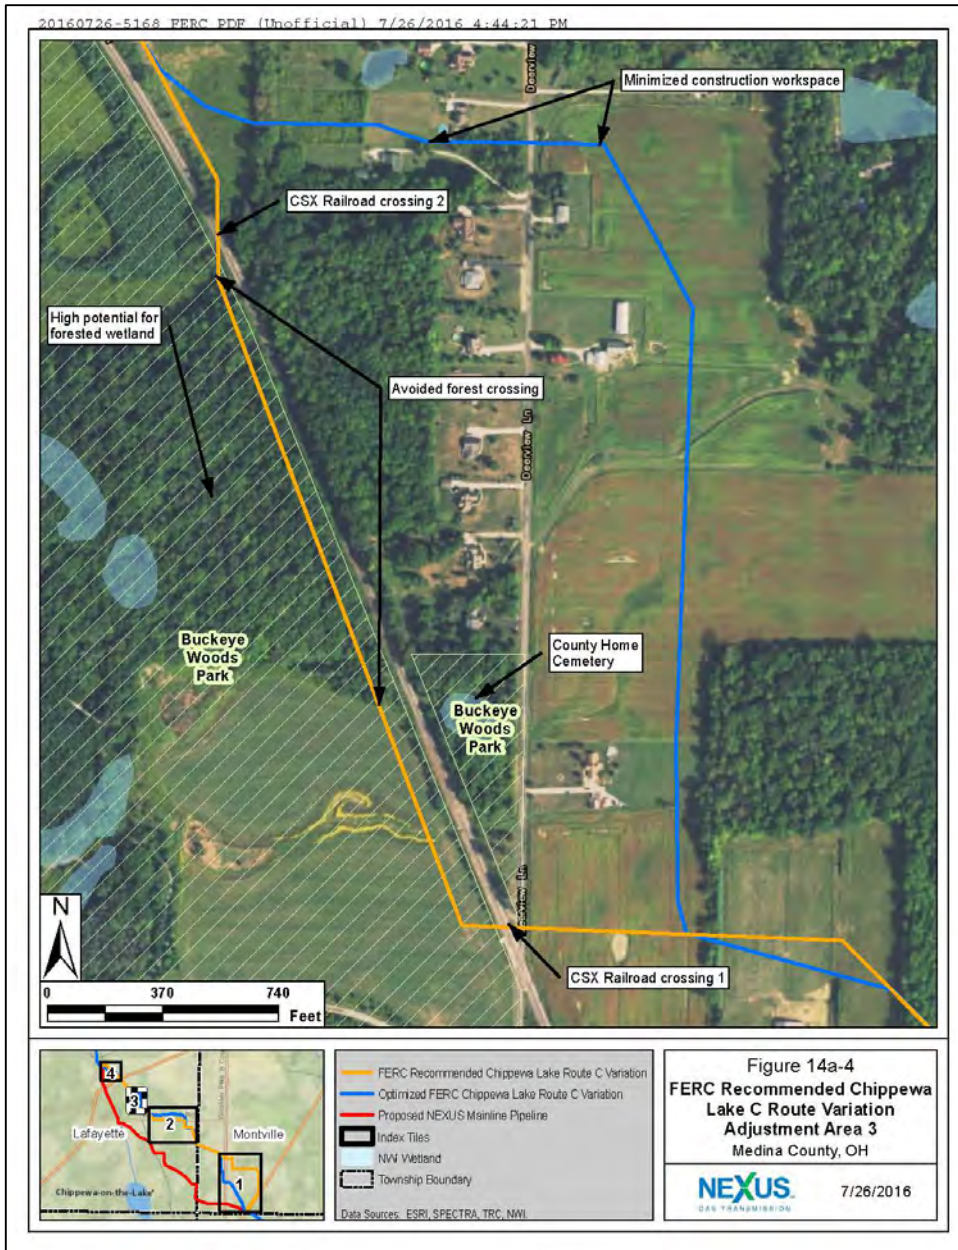 20160726-5168 FERC PDF (Unofficial) 7/26/2016 4:44:21 PM
Deerview
Minimized construction workspace
CSX Railroad crossing 2
High potential for
forested wetland
Avoided forest crossing
Deerview Ln
Buckeye
Woods
Park
County Home
Cemetery
Buckeye
Woods
Park
N
CSX Railroad crossing 1
0 370 740
Feet
4
3
2
Lafayette
Montville
1
Chippewa-on-the-Lake
FERC Recommended Chippewa Lake Route C Variation
Optimized FERC Chippewa Lake Route C Variation
Proposed NEXUS Mainline Pipeline
Index Tiles
NWI Wetland
Township Boundary
Data Sources: ESRI, SPECTRA, TRC, NWI.
Figure 14a-4
FERC Recommended Chippewa
Lake C Route Variation
Adjustment Area 3
Medina County, OH
NEXUS
GAS TRANSMISSION
7/26/2016